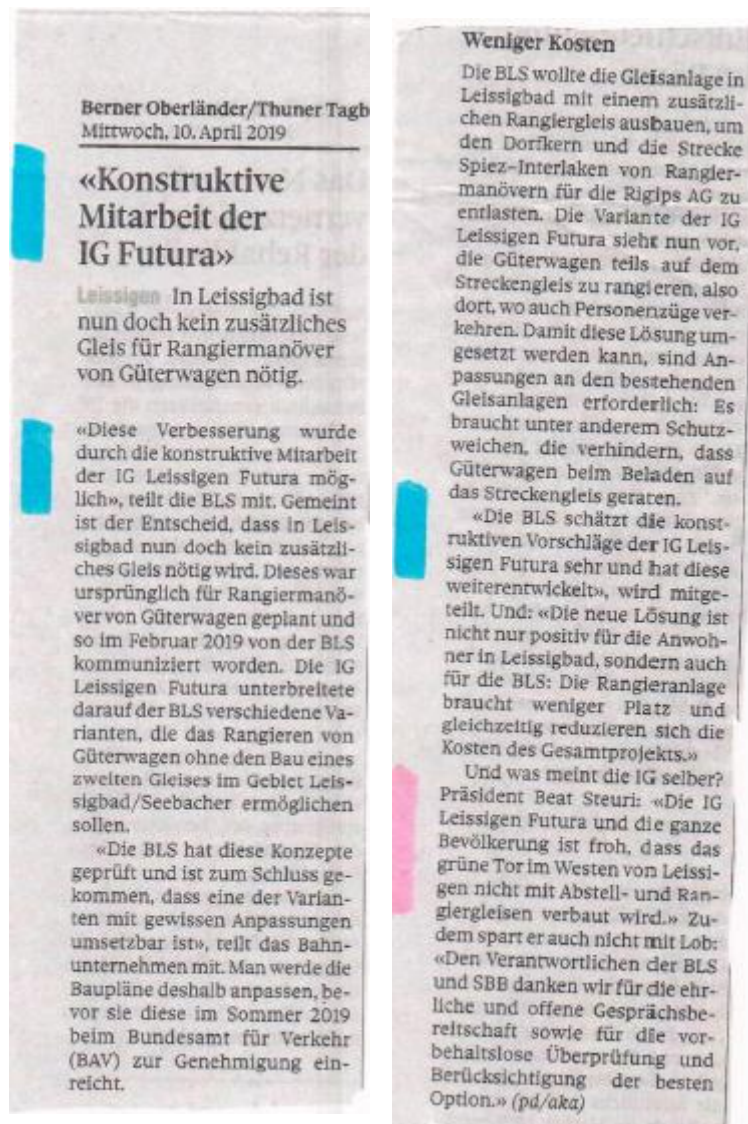 Berner Oberländer/Thuner Tagb
Mittwoch, 10. April 2019
«Konstruktive
Mitarbeit der
IG Futura»
Leissigen In Leissigbad ist
nun doch kein zusätzliches
Gleis für Rangiermanöver
von Güterwagen nötig.
«Diese Verbesserung wurde
durch die konstruktive Mitarbeit
der IG Leissigen Futura mög-
lich», teilt die BLS mit. Gemeint
ist der Entscheid, dass in Leis-
sigbad nun doch kein zusätzli-
ches Gleis nötig wird. Dieses war
ursprünglich für Rangiermanö-
ver von Güterwagen geplant und
so im Februar 2019 von der BLS
kommuniziert worden. Die IG
Leissigen Futura unterbreitete
darauf der BLS verschiedene Va-
rianten, die das Rangieren von
Güterwagen ohne den Bau eines
zweiten Gleises im Gebiet Leis-
sigbad/Seebacher ermöglichen
sollen.
«Die BLS hat diese Konzepte
geprüft und ist zum Schluss ge-
kommen, dass eine der Varian-
ten mit gewissen Anpassungen
umsetzbar ist», teilt das Bahn-
unternehmen mit. Man werde die
Baupläne deshalb anpassen, be-
vor sie diese im Sommer 2019
beim Bundesamt für Verkehr
(BAV) zur Genehmigung ein-
reicht.
Weniger Kosten
Die BLS wollte die Gleisanlage in
Leissigbad mit einem zusätzli-
chen Rangiergleis ausbauen, um
den Dorfkern und die Strecke
Spiez–Interlaken von Rangier-
manövern für die Rigips AG zu
entlasten. Die Variante der IG
Leissigen Futura sieht nun vor,
die Güterwagen teils auf dem
Streckengleis zu rangieren, also
dort, wo auch Personenzüge ver-
kehren. Damit diese Lösung um-
gesetzt werden kann, sind An-
passungen an den bestehenden
Gleisanlagen erforderlich: Es
braucht unter anderem Schutz-
weichen, die verhindern, dass
Güterwagen beim Beladen auf
das Streckengleis geraten.
«Die BLS schätzt die konst-
ruktiven Vorschläge der IG Leis-
sigen Futura sehr und hat diese
weiterentwickelt», wird mitge-
teilt. Und: «Die neue Lösung ist
nicht nur positiv für die Anwoh-
ner in Leissigbad, sondern auch
für die BLS: Die Rangieranlage
braucht weniger Platz und
gleichzeitig reduzieren sich die
Kosten des Gesamtprojekts.»
Und was meint die IG selber?
Präsident Beat Steuri: «Die IG
Leissigen Futura und die ganze
Bevölkerung ist froh, dass das
grüne Tor im Westen von Leissi-
gen nicht mit Abstell- und Ran-
giergleisen verbaut wird.» Zu-
dem spart er auch nicht mit Lob:
«Den Verantwortlichen der BLS
und SBB danken wir für die ehr-
liche und offene Gesprächsbe-
reitschaft sowie für die vor-
behaltslose Überprüfung und
Berücksichtigung der besten
Option.» (pd/aka)